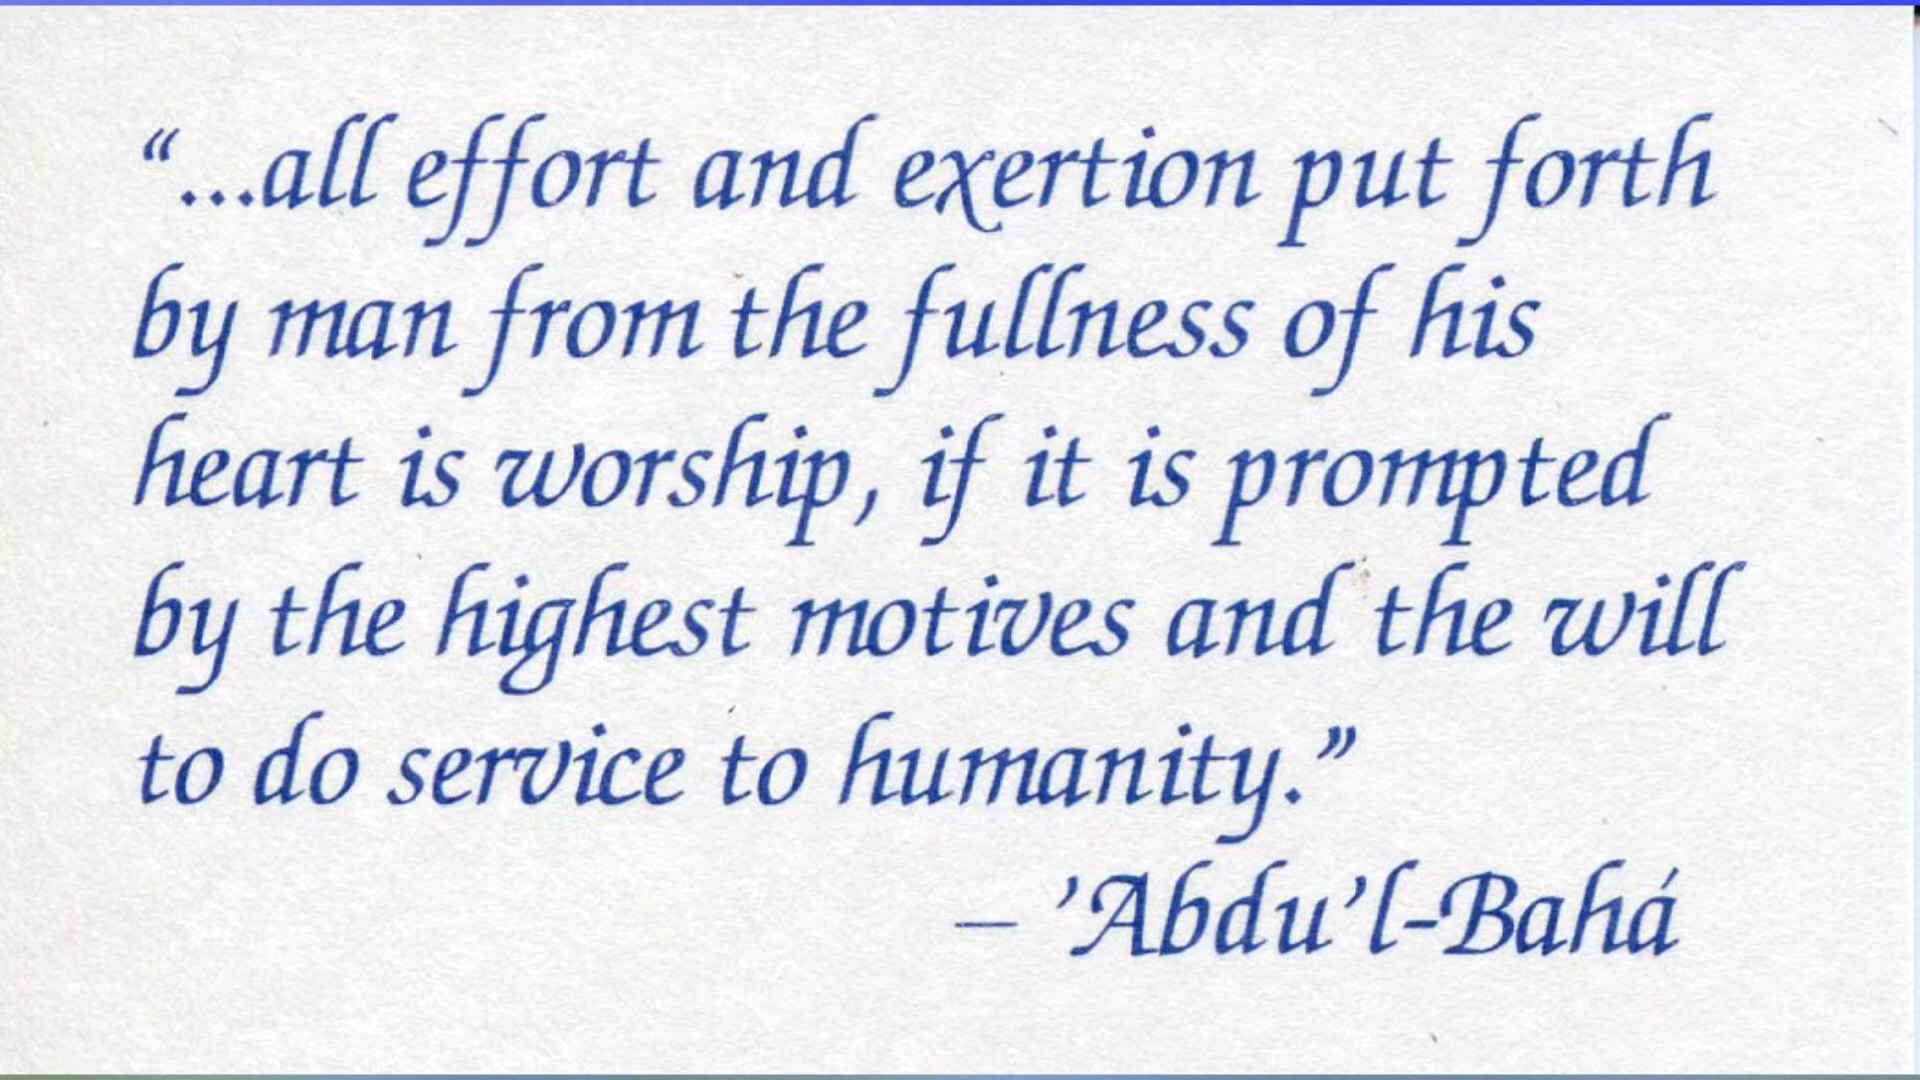 “...all effort and exertion put forth
by man from the fullness of his
heart is worship, if it is prompted
by the highest motives and the will
to do service to humanity.”
– ’Abdu’l-Bahá